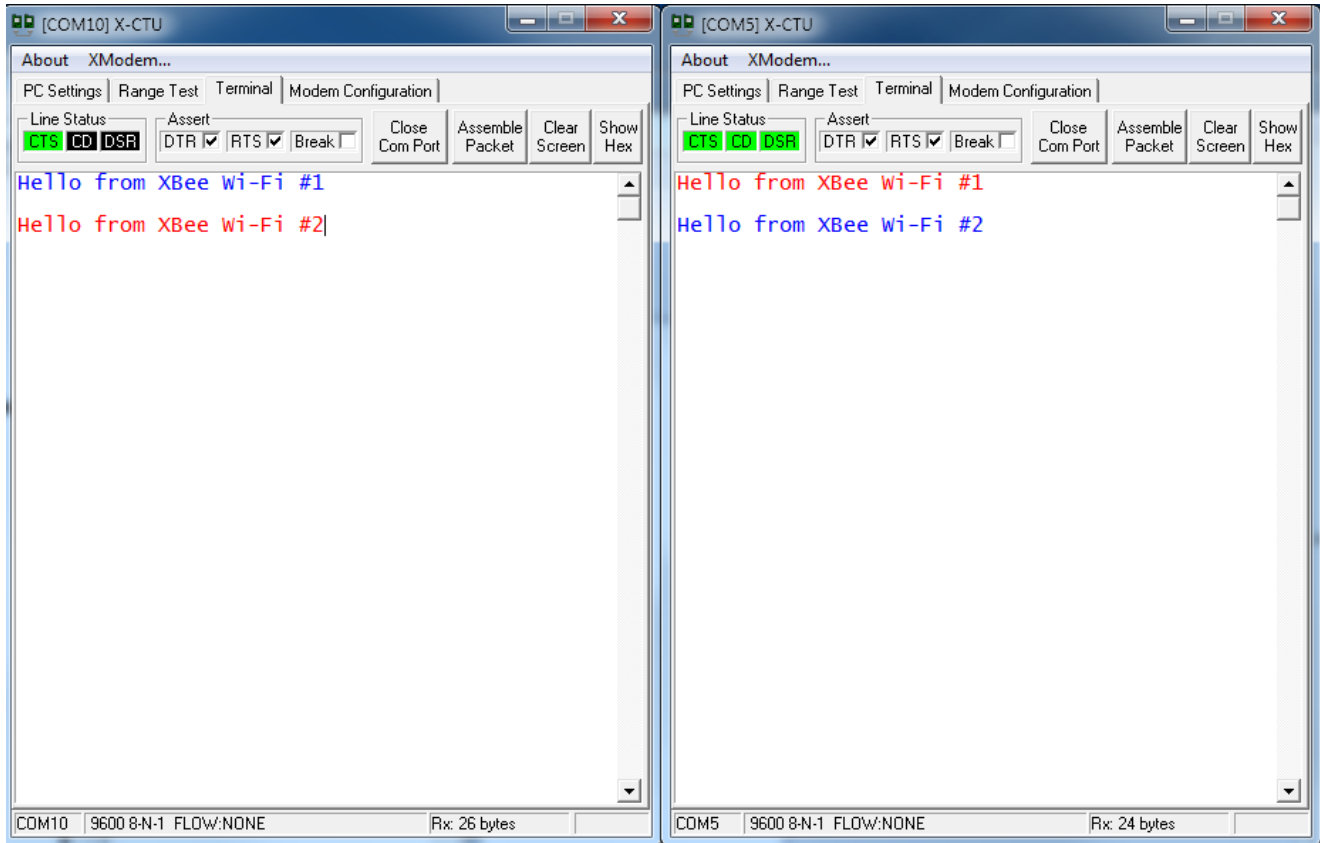 [COM10] X-CTU
About XModem...
PC Settings Range Test Terminal Modem Configuration
Line Status Assert
CTS CD DSR DTR RTS Break Close Com Port Assemble Packet Clear Screen Show Hex
Hello from XBee Wi-Fi #1
Hello from XBee Wi-Fi #2
COM10 9600 8-N-1 FLOW:NONE Rx: 26 bytes
[COM5] X-CTU
About XModem...
PC Settings Range Test Terminal Modem Configuration
Line Status Assert
CTS CD DSR DTR RTS Break Close Com Port Assemble Packet Clear Screen Show Hex
Hello from XBee Wi-Fi #1
Hello from XBee Wi-Fi #2
COM5 9600 8-N-1 FLOW:NONE Rx: 24 bytes